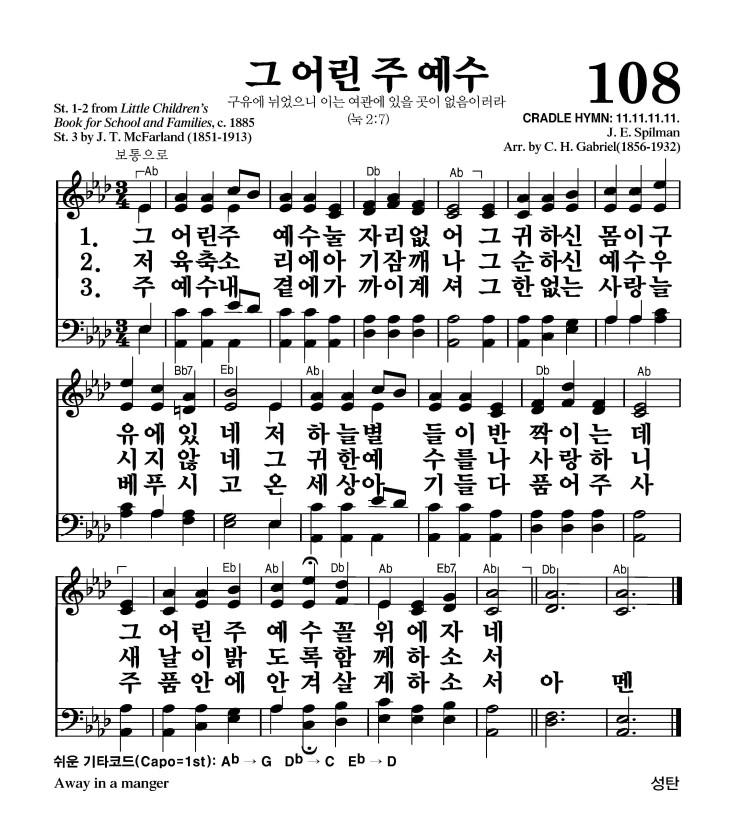 그 어린 주 예수
108
구유에 뉘었으니 이는 여관에 있을 곳이 없음이러라
(눅 2:7)
St. 1-2 from Little Children's
Book for School and Families, c. 1885
St. 3 by J. T. McFarland (1851-1913)
CRADLE HYMN: 11.11.11.11.
J. E. Spilman
Arr. by C. H. Gabriel(1856-1932)
보통으로
Ab Db Ab
3 4
1. 그 어린주 예수눌 자리없 어 그 귀하신 몸이구
2. 저 육축소 리에아 기잠깨 나 그 순하신 예수우
3. 주 예수내 곁에가 까이계 셔 그 한없는 사랑늘
3 4
Bb7 Eb Ab Db Ab
유에있 네 저 하늘별 들이반 짝이는 데
시지않 네 그 귀한예 수를나 사랑하 니
베푸시 고 온 세상아 기들다 품어주 사
Eb Ab Db Ab Eb7 Ab Db Ab
그 어린주 예수꼴 위에자 네
새 날이밝 도록함 께하소 서
주 품안에 안겨살 게하소 서 아 멘
쉬운 기타코드(Capo=1st): Ab → G Db → C Eb → D
Away in a manger
성탄